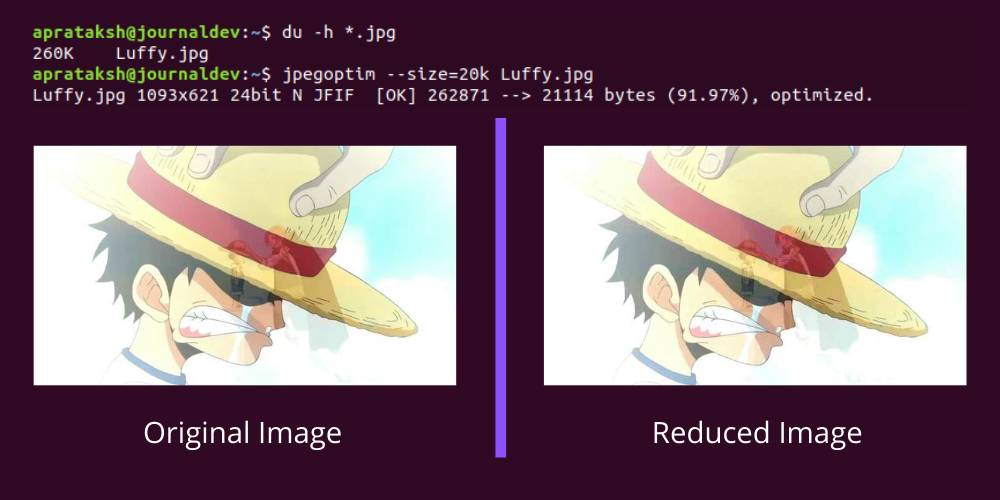 aprataksh@journaldev:~$ du -h *.jpg
260K    Luffy.jpg
aprataksh@journaldev:~$ jpegoptim --size=20k Luffy.jpg
Luffy.jpg 1093x621 24bit N JFIF  [OK] 262871 --> 21114 bytes (91.97%), optimized.
Original Image
Reduced Image